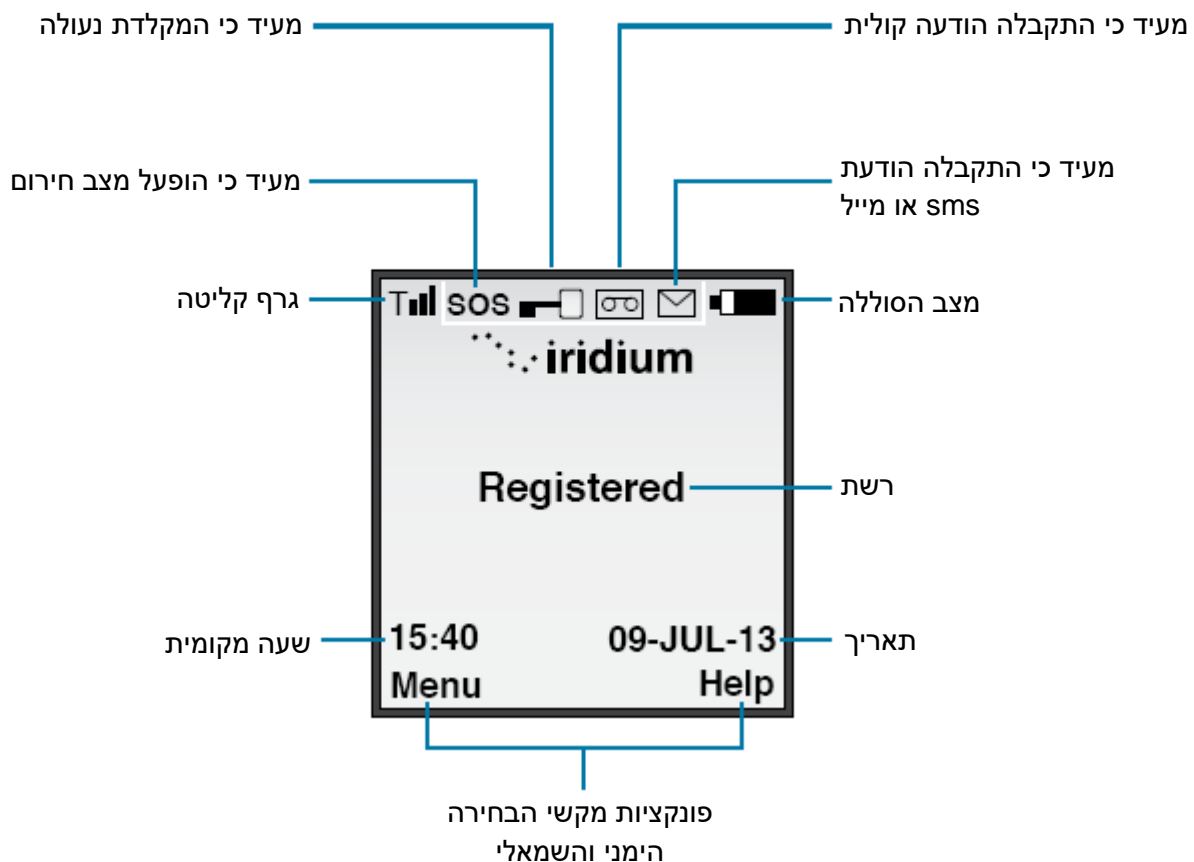 מעיד כי התקבלה הודעה קולית
מעיד כי המקלדת נעולה
מעיד כי התקבלה הודעת
sms או מייל
מעיד כי הופעל מצב חירום
מצב הסוללה
גרף קליטה
T SOS
iridium
Registered
רשת
15:40 09-JUL-13
תאריך
שעה מקומית
Menu Help
פונקציות מקשי הבחירה
הימני והשמאלי